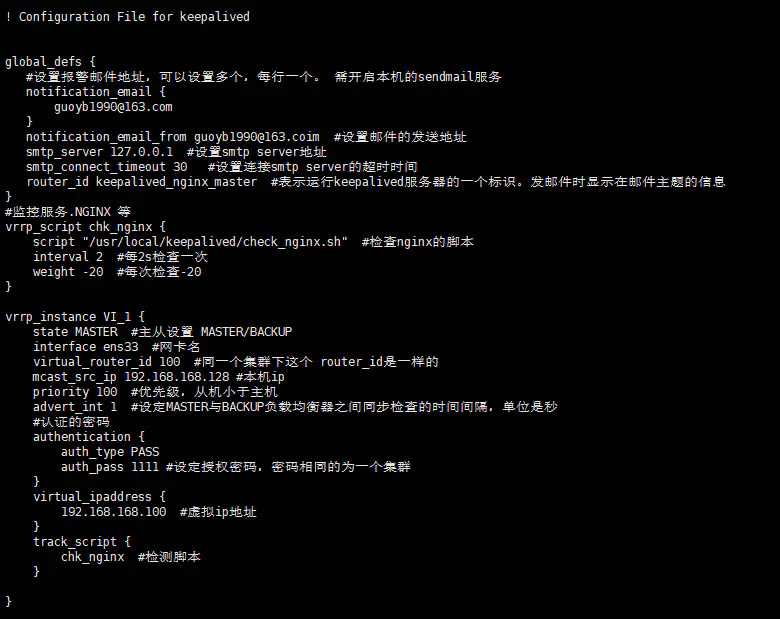 ! Configuration File for keepalived
global_defs {
#设置报警邮件地址，可以设置多个，每行一个。 需开启本机的sendmail服务
notification_email {
guoyb1990@163.com
}
notification_email_from guoyb1990@163.coim #设置邮件的发送地址
smtp_server 127.0.0.1 #设置smtp server地址
smtp_connect_timeout 30 #设置连接smtp server的超时时间
router_id keepalived_nginx_master #表示运行keepalived服务器的一个标识。发邮件时显示在邮件主题的信息
}
#监控服务.NGINX 等
vrrp_script chk_nginx {
script "/usr/local/keepalived/check_nginx.sh" #检查nginx的脚本
interval 2 #每2s检查一次
weight -20 #每次检查-20
}
vrrp_instance VI_1 {
state MASTER #主从设置 MASTER/BACKUP
interface ens33 #网卡名
virtual_router_id 100 #同一个集群下这个 router_id是一样的
mcast_src_ip 192.168.168.128 #本机ip
priority 100 #优先级，从机小于主机
advert_int 1 #设定MASTER与BACKUP负载均衡器之间同步检查的时间间隔，单位是秒
#认证的密码
authentication {
auth_type PASS
auth_pass 1111 #设定授权密码，密码相同的为一个集群
}
virtual_ipaddress {
192.168.168.100 #虚拟ip地址
}
track_script {
chk_nginx #检测脚本
}
}